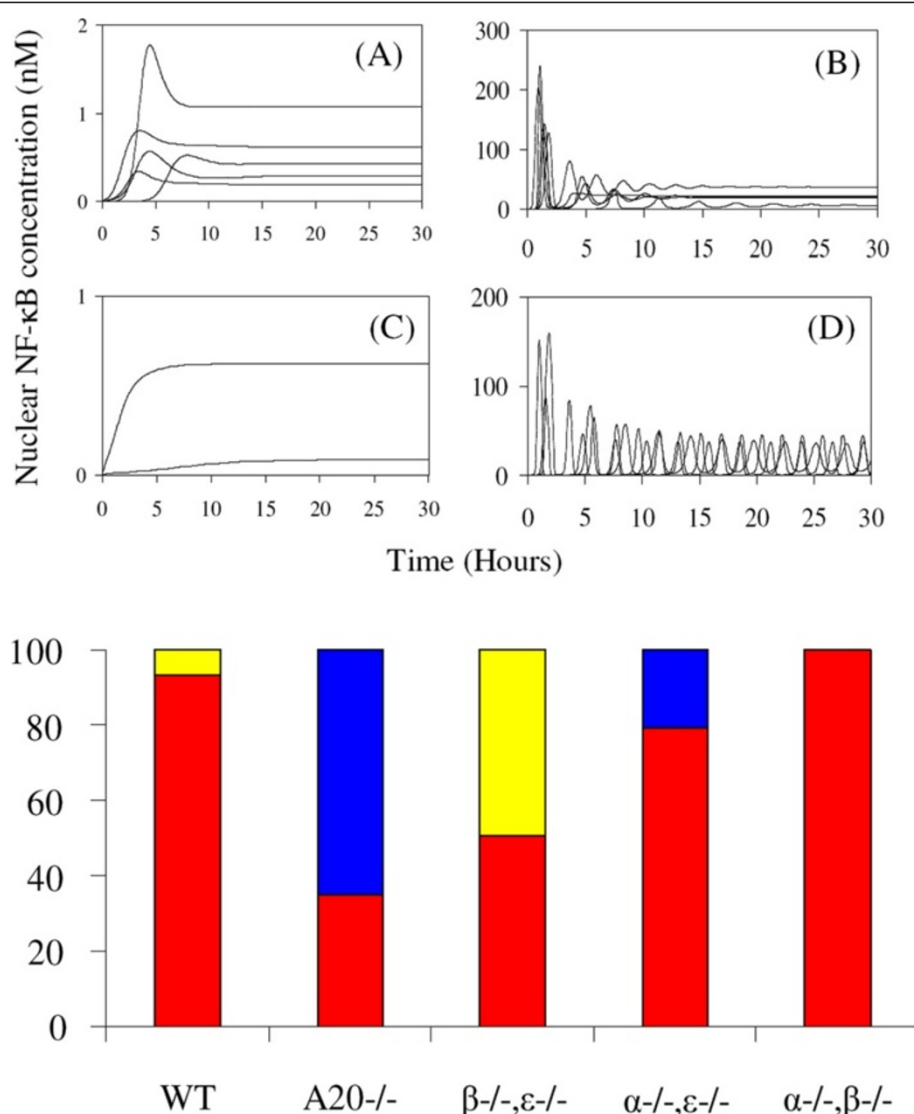 Nuclear NF-κB concentration (nM)
2
1
0
(A)
0 5 10 15 20 25 30
300
200
100
0
(B)
0 5 10 15 20 25 30
1
0
(C)
0 5 10 15 20 25 30
200
100
0
(D)
0 5 10 15 20 25 30
Time (Hours)
100
80
60
40
20
0
WT A20-/- β-/-,ε-/- α-/-,ε-/- α-/-,β-/-